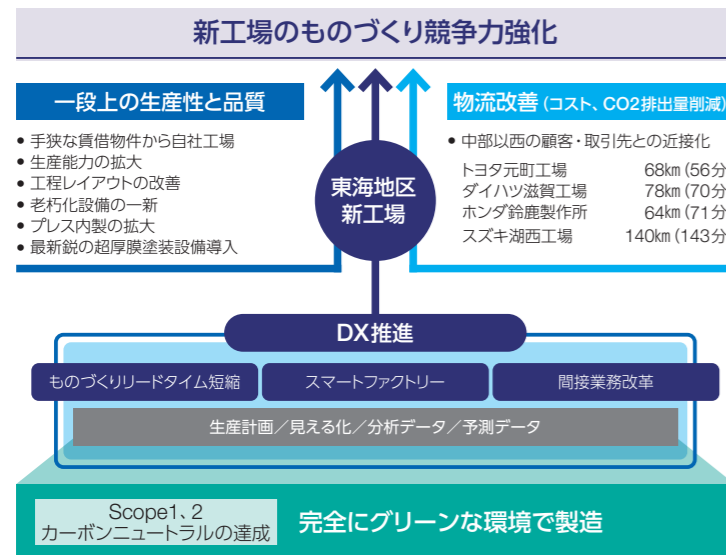 新工場のものづくり競争力強化
一段上の生産性と品質
• 手狭な賃借物件から自社工場
• 生産能力の拡大
• 工程レイアウトの改善
• 老朽化設備の一新
• プレス内製の拡大
• 最新鋭の超厚膜塗装設備導入
東海地区
新工場
物流改善 (コスト、CO2排出量削減)
• 中部以西の顧客・取引先との近接化
トヨタ元町工場 68km (56分
ダイハツ滋賀工場 78km (70分
ホンダ鈴鹿製作所 64km (71分
スズキ湖西工場 140km (143分
DX推進
ものづくりリードタイム短縮
スマートファクトリー
間接業務改革
生産計画/見える化/分析データ/予測データ
Scope1、2
カーボンニュートラルの達成
完全にグリーンな環境で製造